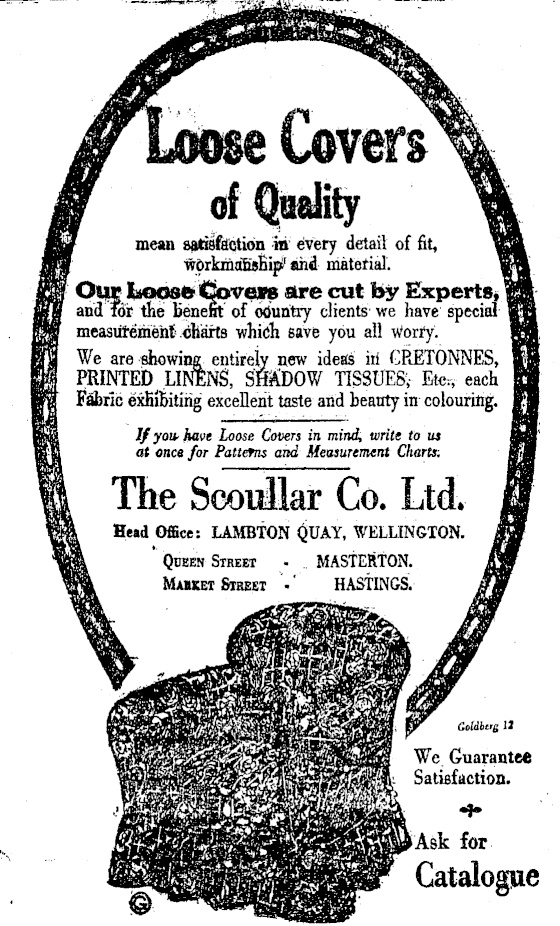 Loose Covers
of Quality
mean satisfaction in every detail of fit,
workmanship and material.
Our Loose Covers are cut by Experts,
and for the benefit of country clients we have special
measurement charts which save you all worry.
We are showing entirely new ideas in CRETONNES,
PRINTED LINENS, SHADOW TISSUES, Etc., each
Fabric exhibiting excellent taste and beauty in colouring.
If you have Loose Covers in mind, write to us
at once for Patterns and Measurement Charts.
The Scoullar Co. Ltd.
Head Office: LAMBTON QUAY, WELLINGTON.
QUEEN STREET - MASTERTON.
MARKET STREET - HASTINGS.
Goldberg 12
We Guarantee
Satisfaction.
Ask for
Catalogue
G